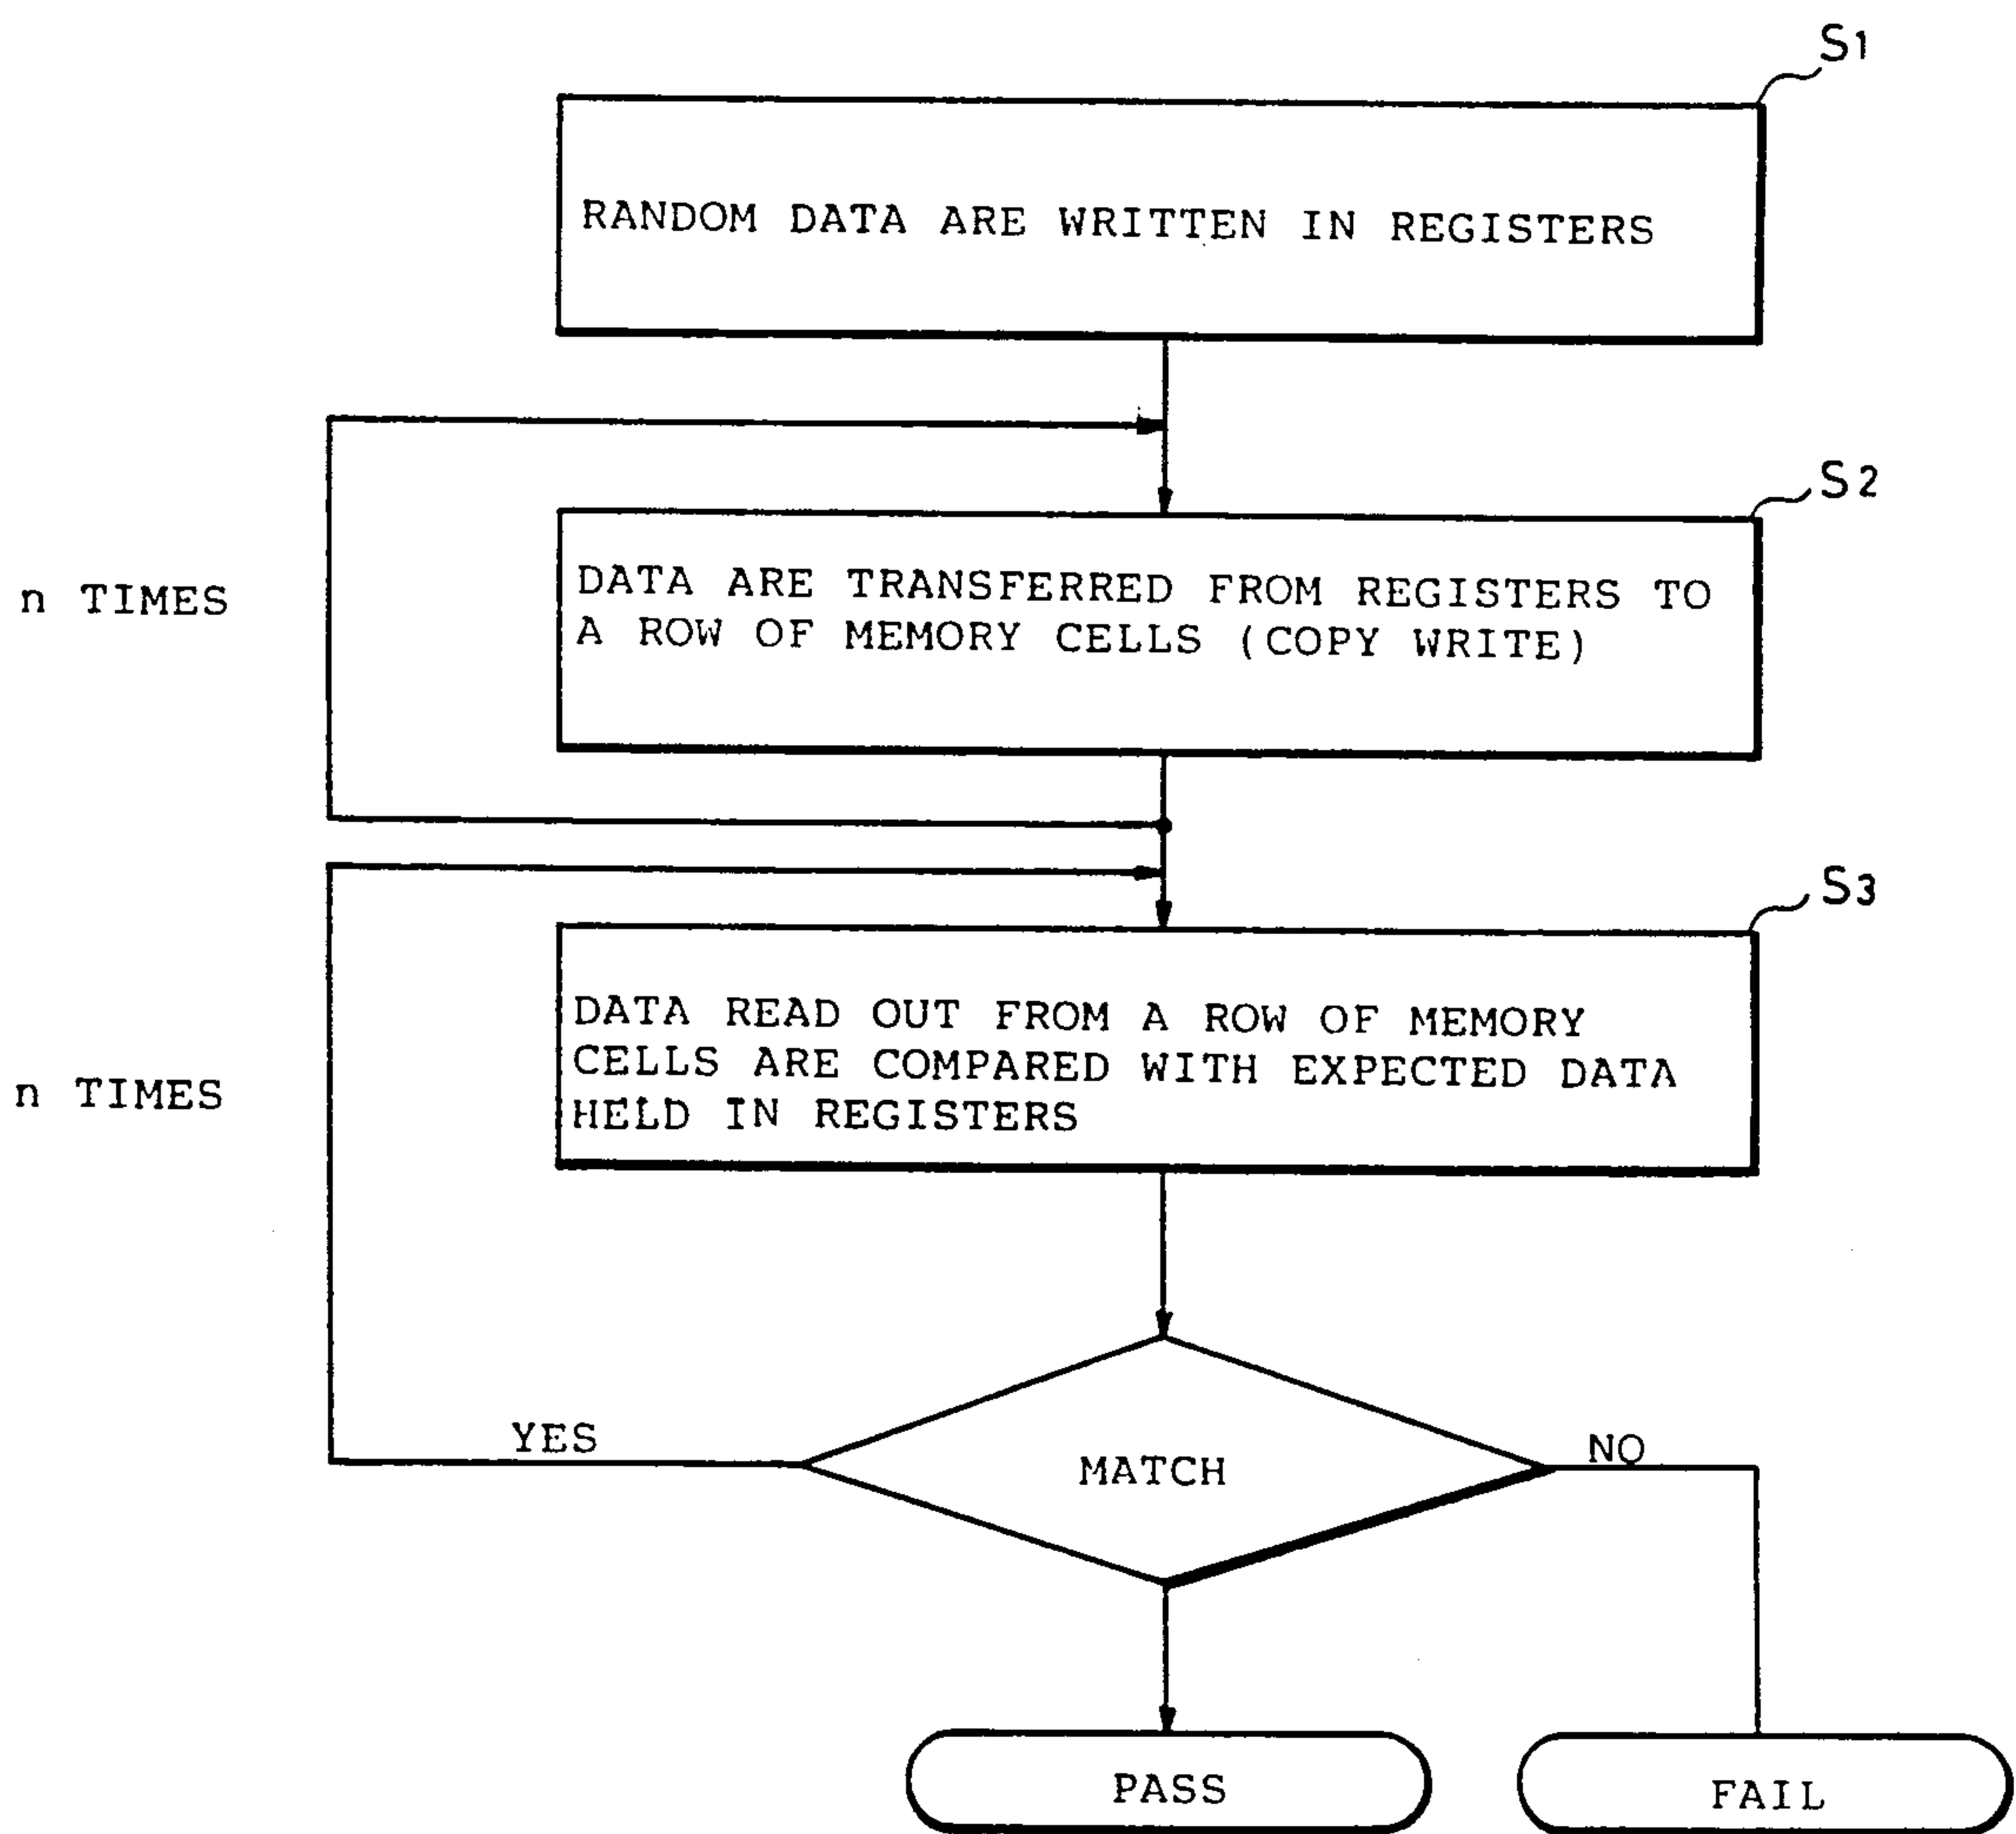 S1
RANDOM DATA ARE WRITTEN IN REGISTERS
S2
n TIMES
DATA ARE TRANSFERRED FROM REGISTERS TO
A ROW OF MEMORY CELLS (COPY WRITE)
S3
n TIMES
DATA READ OUT FROM A ROW OF MEMORY
CELLS ARE COMPARED WITH EXPECTED DATA
HELD IN REGISTERS
YES
MATCH
NO
PASS
FAIL